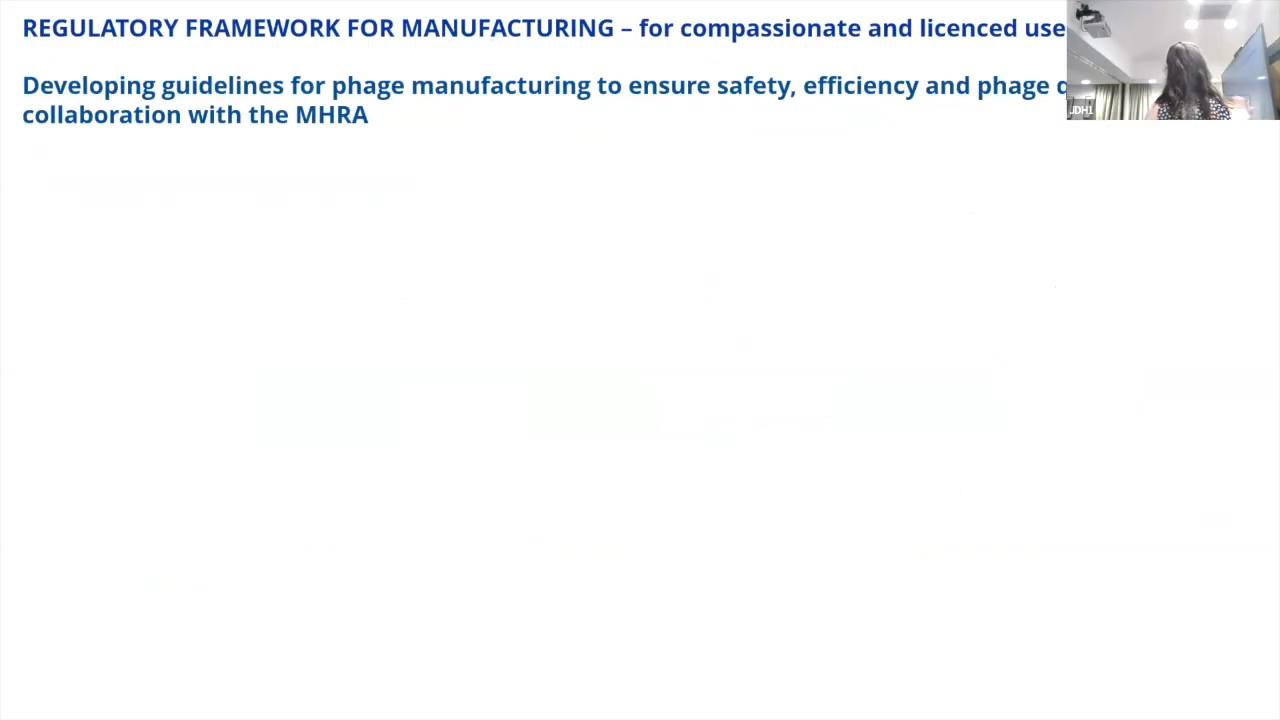 REGULATORY FRAMEWORK FOR MANUFACTURING – for compassionate and licenced use
Developing guidelines for phage manufacturing to ensure safety, efficiency and phage
collaboration with the MHRA
JDH1